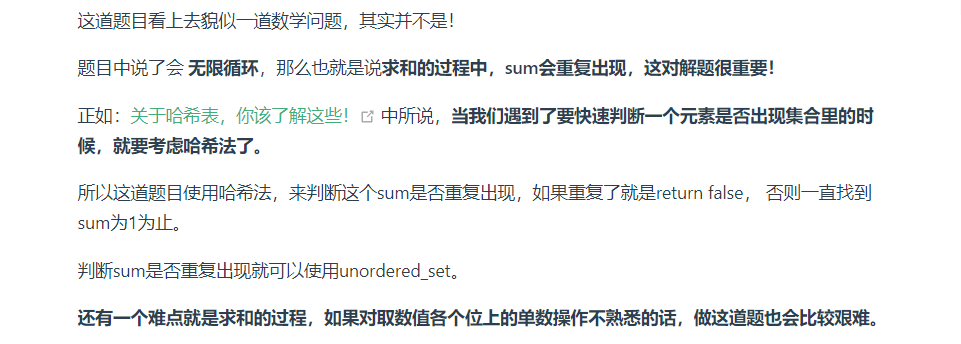 这道题目看上去貌似一道数学问题，其实并不是！
题目中说了会 无限循环，那么也就是说求和的过程中，sum会重复出现，这对解题很重要！
正如：关于哈希表，你该了解这些！ 中所说，当我们遇到了要快速判断一个元素是否出现集合里的时
候，就要考虑哈希法了。
所以这道题目使用哈希法，来判断这个sum是否重复出现，如果重复了就是return false， 否则一直找到
sum为1为止。
判断sum是否重复出现就可以使用unordered_set。
还有一个难点就是求和的过程，如果对取数值各个位上的单数操作不熟悉的话，做这道题也会比较艰难。